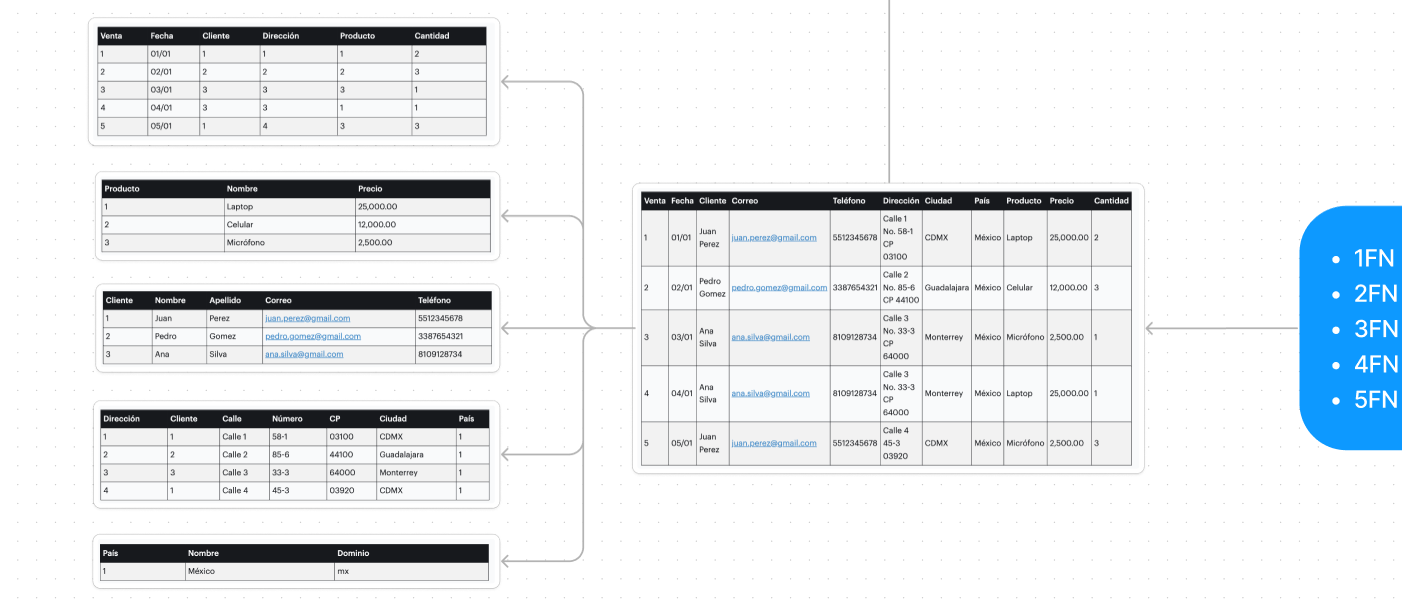 Venta Fecha Cliente Dirección Producto Cantidad
1 01/01 1 1 1 2
2 02/01 2 2 2 3
3 03/01 3 3 3 1
4 04/01 3 3 1 1
5 05/01 1 4 3 3
Producto Nombre Precio
1 Laptop 25,000.00
2 Celular 12,000.00
3 Micrófono 2,500.00
Cliente Nombre Apellido Correo Teléfono
1 Juan Perez juan.perez@gmail.com 5512345678
2 Pedro Gomez pedro.gomez@gmail.com 3387654321
3 Ana Silva ana.silva@gmail.com 8109128734
Dirección Cliente Calle Número CP Ciudad País
1 1 Calle 1 58-1 03100 CDMX 1
2 2 Calle 2 85-6 44100 Guadalajara 1
3 3 Calle 3 33-3 64000 Monterrey 1
4 1 Calle 4 45-3 03920 CDMX 1
País Nombre Dominio
1 México mx
Venta Fecha Cliente Correo Teléfono Dirección Ciudad País Producto Precio Cantidad
1 01/01 Juan Perez juan.perez@gmail.com 5512345678 Calle 1 No. 58-1 CP 03100 CDMX México Laptop 25,000.00 2
2 02/01 Pedro Gomez pedro.gomez@gmail.com 3387654321 Calle 2 No. 85-6 CP 44100 Guadalajara México Celular 12,000.00 3
3 03/01 Ana Silva ana.silva@gmail.com 8109128734 Calle 3 No. 33-3 CP 64000 Monterrey México Micrófono 2,500.00 1
4 04/01 Ana Silva ana.silva@gmail.com 8109128734 Calle 3 No. 33-3 CP 64000 Monterrey México Laptop 25,000.00 1
5 05/01 Juan Perez juan.perez@gmail.com 5512345678 Calle 4 45-3 03920 CDMX México Micrófono 2,500.00 3
• 1FN
• 2FN
• 3FN
• 4FN
• 5FN